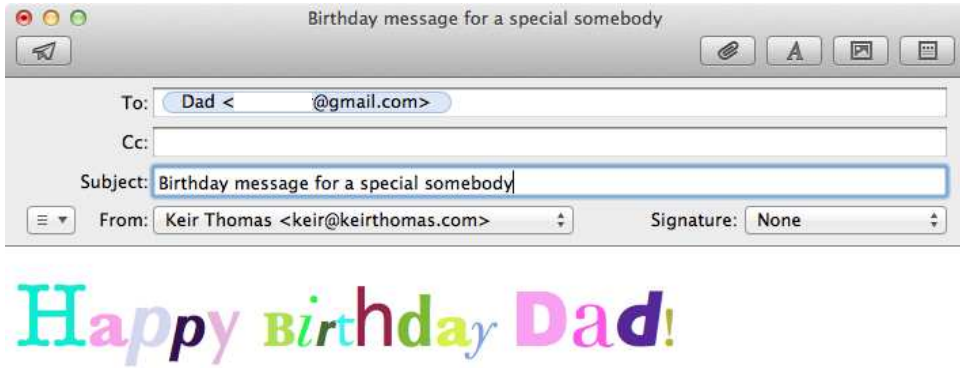 Birthday message for a special somebody
To: Dad < @gmail.com>
Cc:
Subject: Birthday message for a special somebody
From: Keir Thomas <keir@keirthomas.com> Signature: None
Happy Birthday Dad!